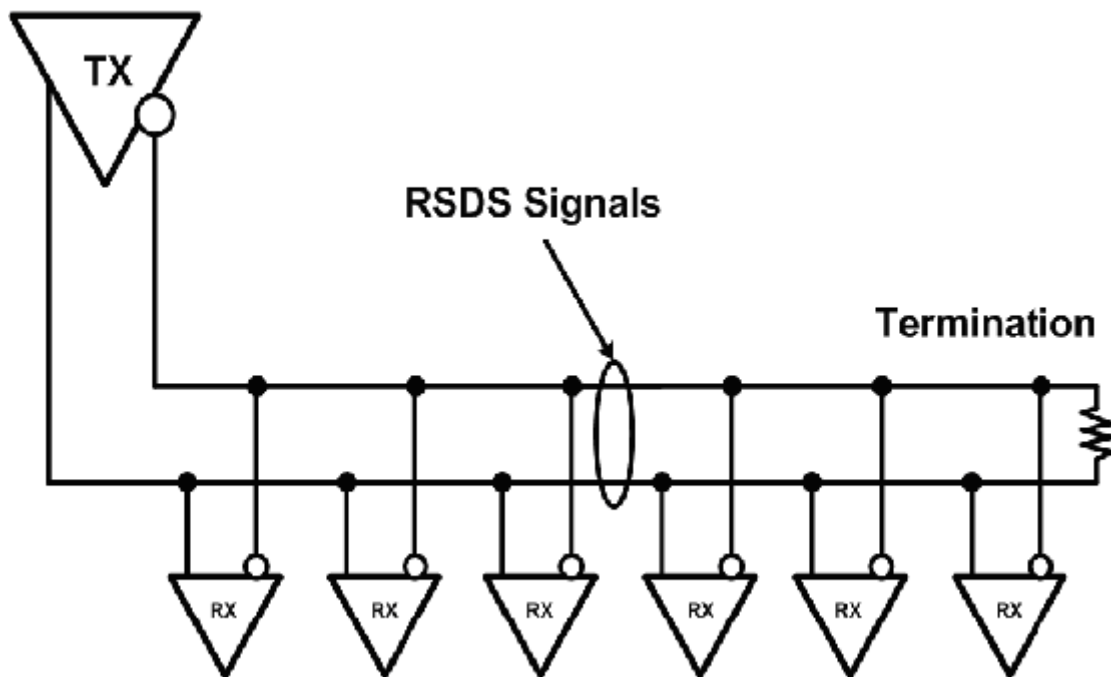 TX
RSDS Signals
Termination
RX
RX
RX
RX
RX
RX